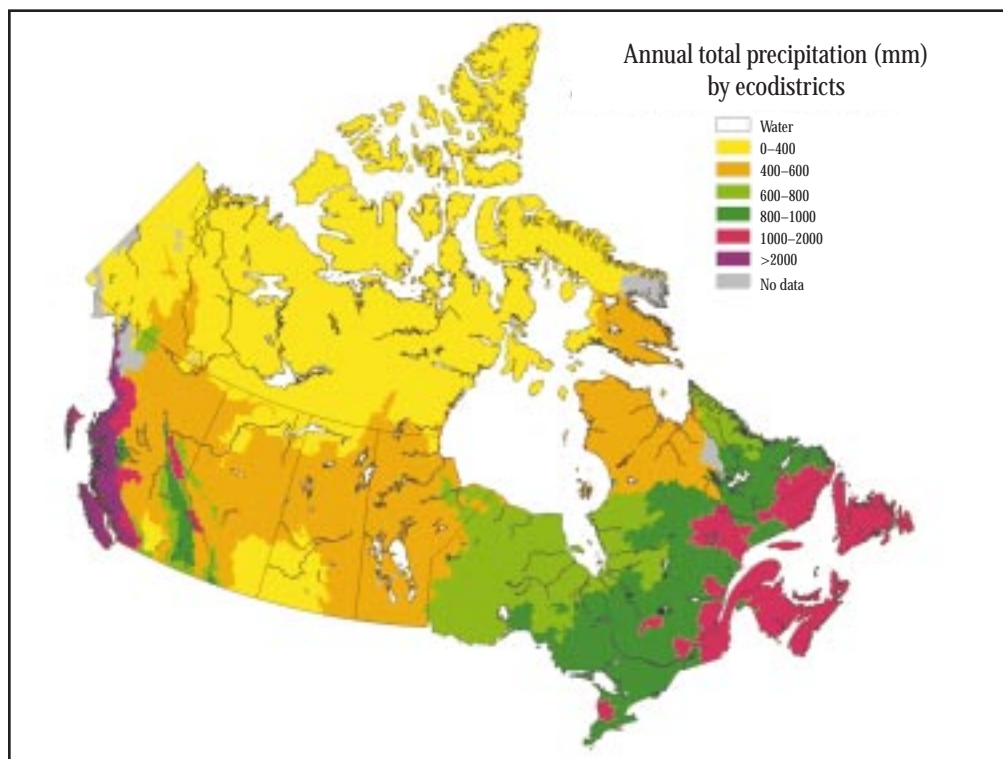 Annual total precipitation (mm)
by ecodistricts
Water
0–400
400–600
600–800
800–1000
1000–2000
>2000
No data